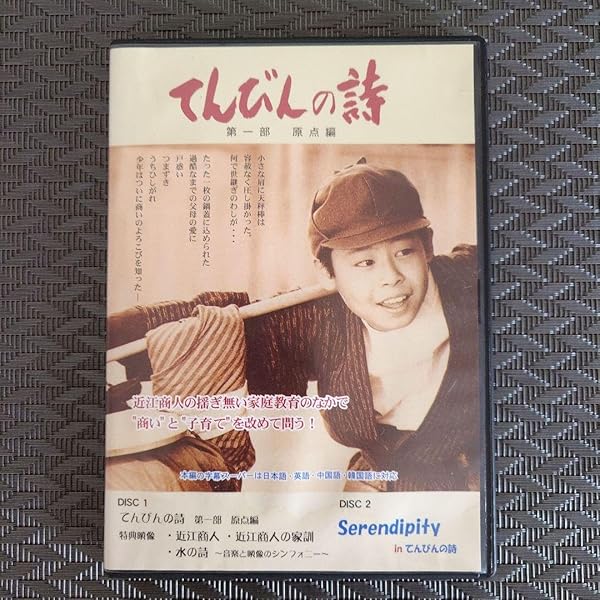 てんびんの詩
第一部　原点編
小さな肩に天秤棒は
容赦なく圧し掛かった。
何で世継ぎのわしが・・・
たった一枚の鍋蓋に込められた
過酷なまでの父母の愛に
戸惑い
つまずき
うちひしがれ
少年はついに商いのよろこびを知った―
近江商人の揺ぎ無い家庭教育のなかで
"商い"と"子育て"を改めて問う！
本編の字幕スーパーは日本語・英語・中国語・韓国語に対応
DISC 1
てんびんの詩 第一部 原点編
特典映像 ・近江商人 ・近江商人の家訓
・水の詩 〜音楽と映像のシンフォニー〜
DISC 2
Serendipity
in てんびんの詩